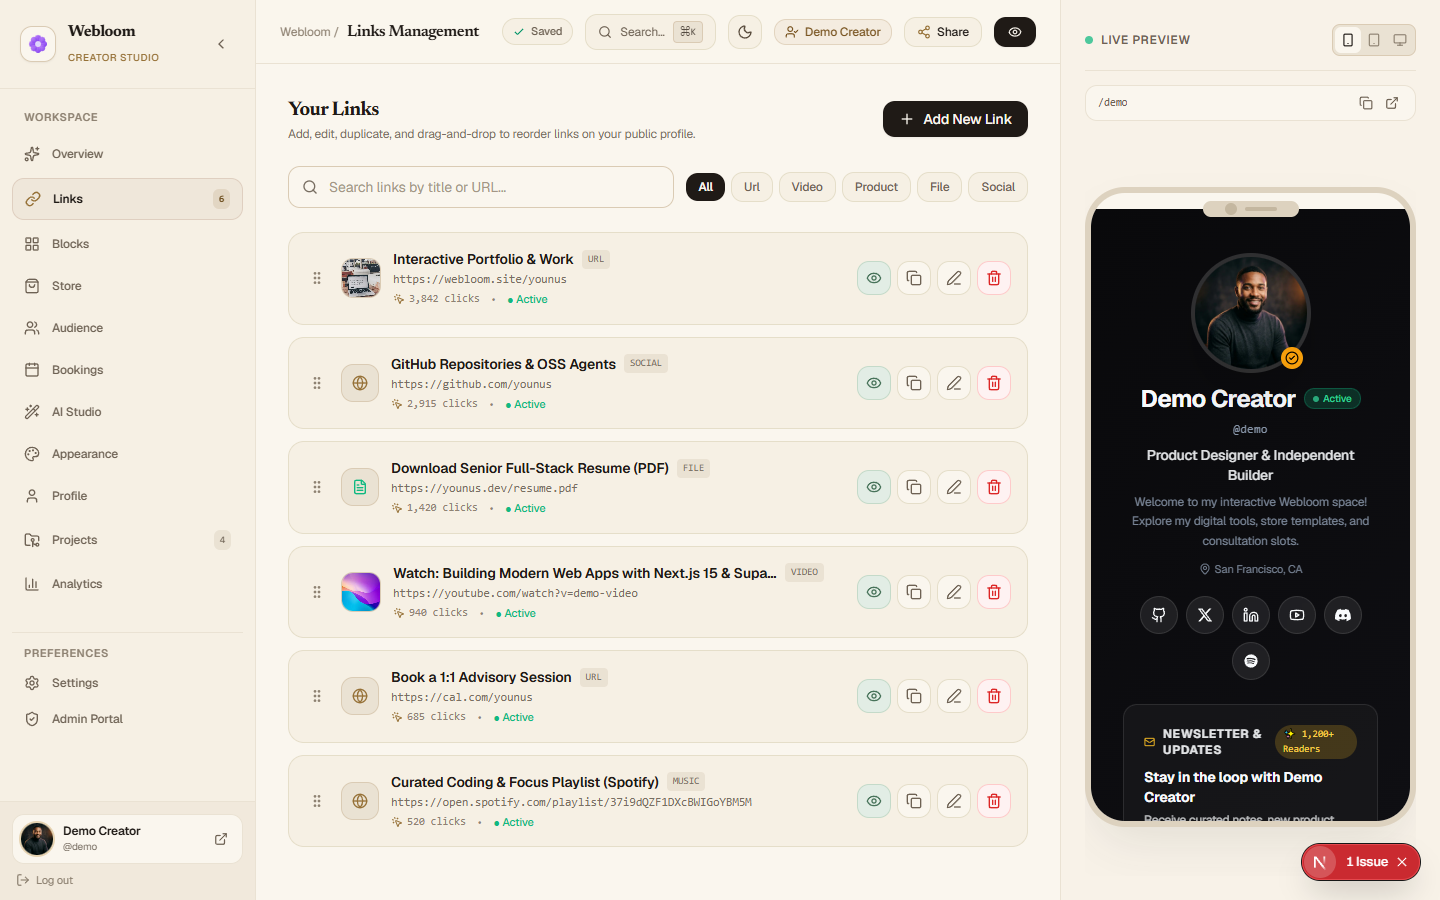 Webloom
CREATOR STUDIO
WORKSPACE
Overview
Links 6
Blocks
Store
Audience
Bookings
AI Studio
Appearance
Profile
Projects 4
Analytics
PREFERENCES
Settings
Admin Portal
Demo Creator
@demo
Log out
Webloom / Links Management
Saved
Search... ⌘K
Demo Creator
Share
Your Links
Add, edit, duplicate, and drag-and-drop to reorder links on your public profile.
Add New Link
Search links by title or URL...
All Url Video Product File Social
Interactive Portfolio & Work URL
https://webloom.site/younus
3,842 clicks • Active
GitHub Repositories & OSS Agents SOCIAL
https://github.com/younus
2,915 clicks • Active
Download Senior Full-Stack Resume (PDF) FILE
https://younus.dev/resume.pdf
1,420 clicks • Active
Watch: Building Modern Web Apps with Next.js 15 & Supa... VIDEO
https://youtube.com/watch?v=demo-video
940 clicks • Active
Book a 1:1 Advisory Session URL
https://cal.com/younus
685 clicks • Active
Curated Coding & Focus Playlist (Spotify) MUSIC
https://open.spotify.com/playlist/37i9dQZF1DXcBWIGoYBM5M
520 clicks • Active
LIVE PREVIEW
/demo
Demo Creator Active
@demo
Product Designer & Independent
Builder
Welcome to my interactive Webloom space!
Explore my digital tools, store templates, and
consultation slots.
San Francisco, CA
NEWSLETTER &
UPDATES
✨ 1,200+
Readers
Stay in the loop with Demo
Creator
Receive curated notes, new product
N 1 Issue